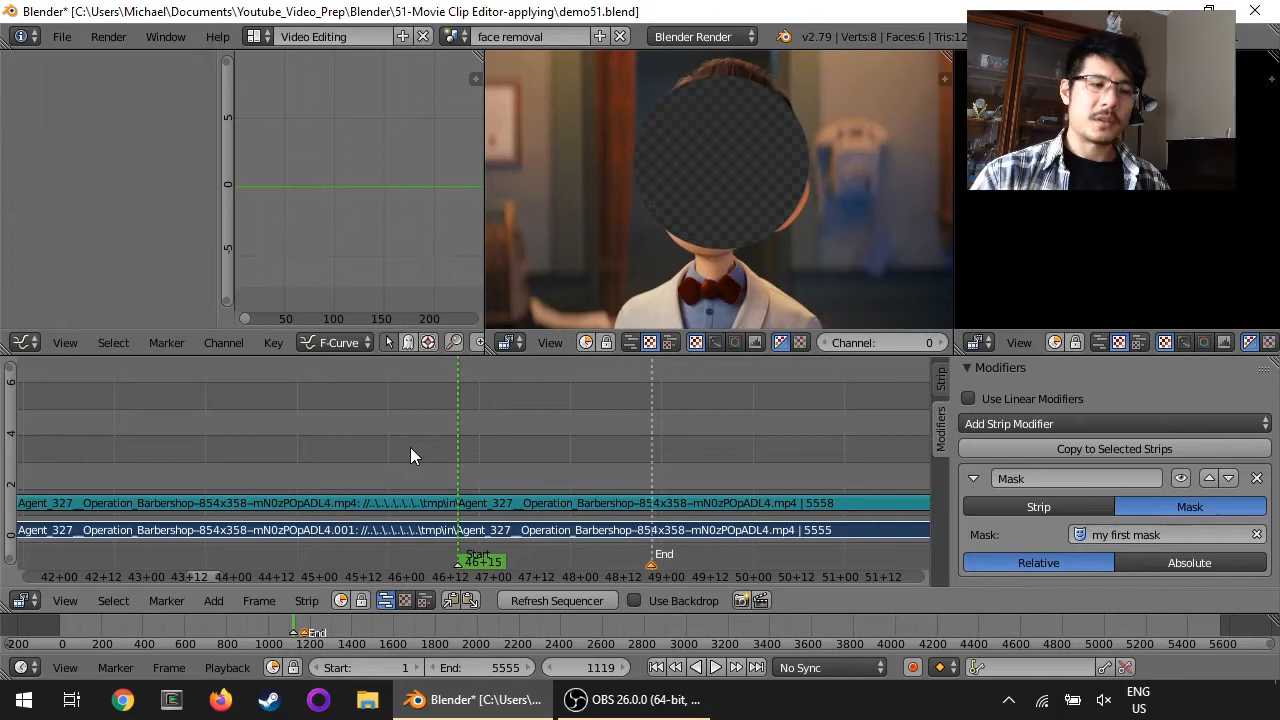 Blender* [C:\Users\Michael\Documents\Youtube_Video_Prep\Blender\51-Movie Clip Editor-applying\demo51.blend]
File Render Window Help Video Editing face removal Blender Render v2.79 | Verts:8 | Faces:6 | Tris:12
5
0
-5
50 100 150 200
View Select Marker Channel Key F-Curve View Channel: 0 View
6
4
2
0
Strip
Modifiers
Modifiers
Use Linear Modifiers
Add Strip Modifier
Copy to Selected Strips
Mask
Strip Mask
Mask: my first mask
Relative Absolute
Agent_327__Operation_Barbershop-854x358--mN0zPOpADL4.mp4: //..\..\..\..\..\..\tmp\in\Agent_327__Operation_Barbershop-854x358--mN0zPOpADL4.mp4 | 5558
Agent_327__Operation_Barbershop-854x358--mN0zPOpADL4.001: //..\..\..\..\..\..\tmp\in\Agent_327__Operation_Barbershop-854x358--mN0zPOpADL4.mp4 | 5555
Start End
46+15
42+00 42+12 43+00 43+12 44+00 44+12 45+00 45+12 46+00 46+12 47+00 47+12 48+00 48+12 49+00 49+12 50+00 50+12 51+00 51+12
View Select Marker Add Frame Strip Refresh Sequencer Use Backdrop
End
-200 0 200 400 600 800 1000 1200 1400 1600 1800 2000 2200 2400 2600 2800 3000 3200 3400 3600 3800 4000 4200 4400 4600 4800 5000 5200 5400 5600
View Marker Frame Playback Start: 1 End: 5555 1119 No Sync
Blender* [C:\Users\... OBS 26.0.0 (64-bit, ... ENG
US